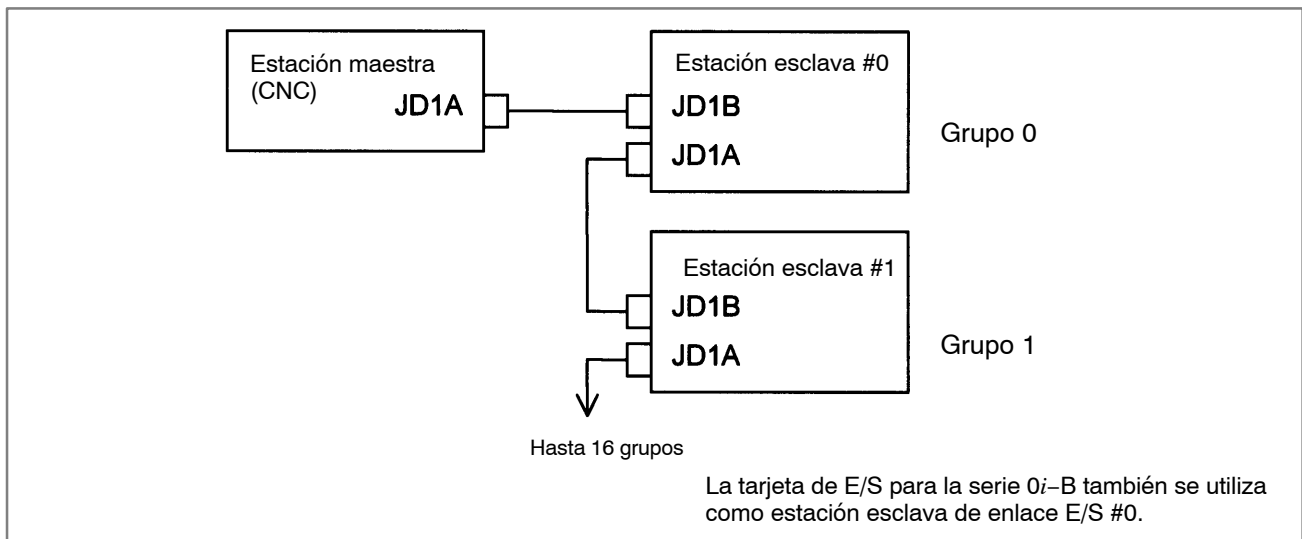 Estación maestra
(CNC)
JD1A
Estación esclava #0
JD1B
JD1A
Grupo 0
Estación esclava #1
JD1B
JD1A
Grupo 1
Hasta 16 grupos
La tarjeta de E/S para la serie 0i–B también se utiliza
como estación esclava de enlace E/S #0.